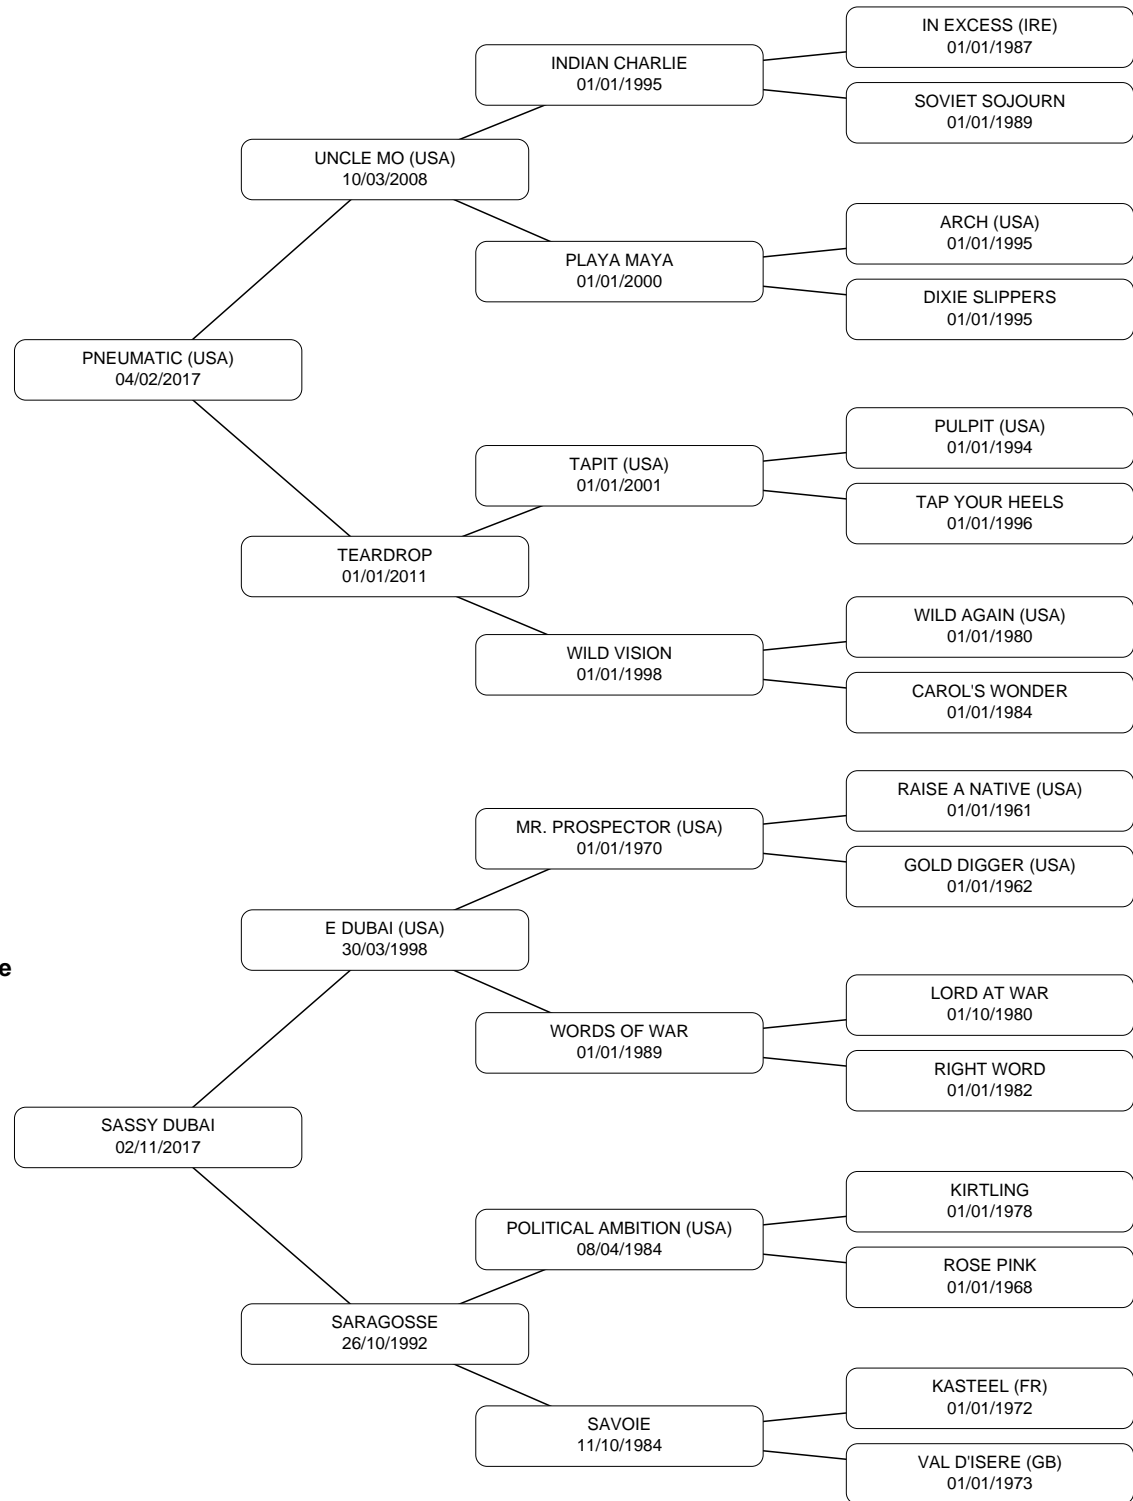 IN EXCESS (IRE)
01/01/1987
INDIAN CHARLIE
01/01/1995
SOVIET SOJOURN
01/01/1989
UNCLE MO (USA)
10/03/2008
ARCH (USA)
01/01/1995
PLAYA MAYA
01/01/2000
DIXIE SLIPPERS
01/01/1995
PNEUMATIC (USA)
04/02/2017
PULPIT (USA)
01/01/1994
TAPIT (USA)
01/01/2001
TAP YOUR HEELS
01/01/1996
TEARDROP
01/01/2011
WILD AGAIN (USA)
01/01/1980
WILD VISION
01/01/1998
CAROL'S WONDER
01/01/1984
RAISE A NATIVE (USA)
01/01/1961
MR. PROSPECTOR (USA)
01/01/1970
GOLD DIGGER (USA)
01/01/1962
E DUBAI (USA)
30/03/1998
e
LORD AT WAR
01/10/1980
WORDS OF WAR
01/01/1989
RIGHT WORD
01/01/1982
SASSY DUBAI
02/11/2017
KIRTLING
01/01/1978
POLITICAL AMBITION (USA)
08/04/1984
ROSE PINK
01/01/1968
SARAGOSSE
26/10/1992
KASTEEL (FR)
01/01/1972
SAVOIE
11/10/1984
VAL D'ISERE (GB)
01/01/1973